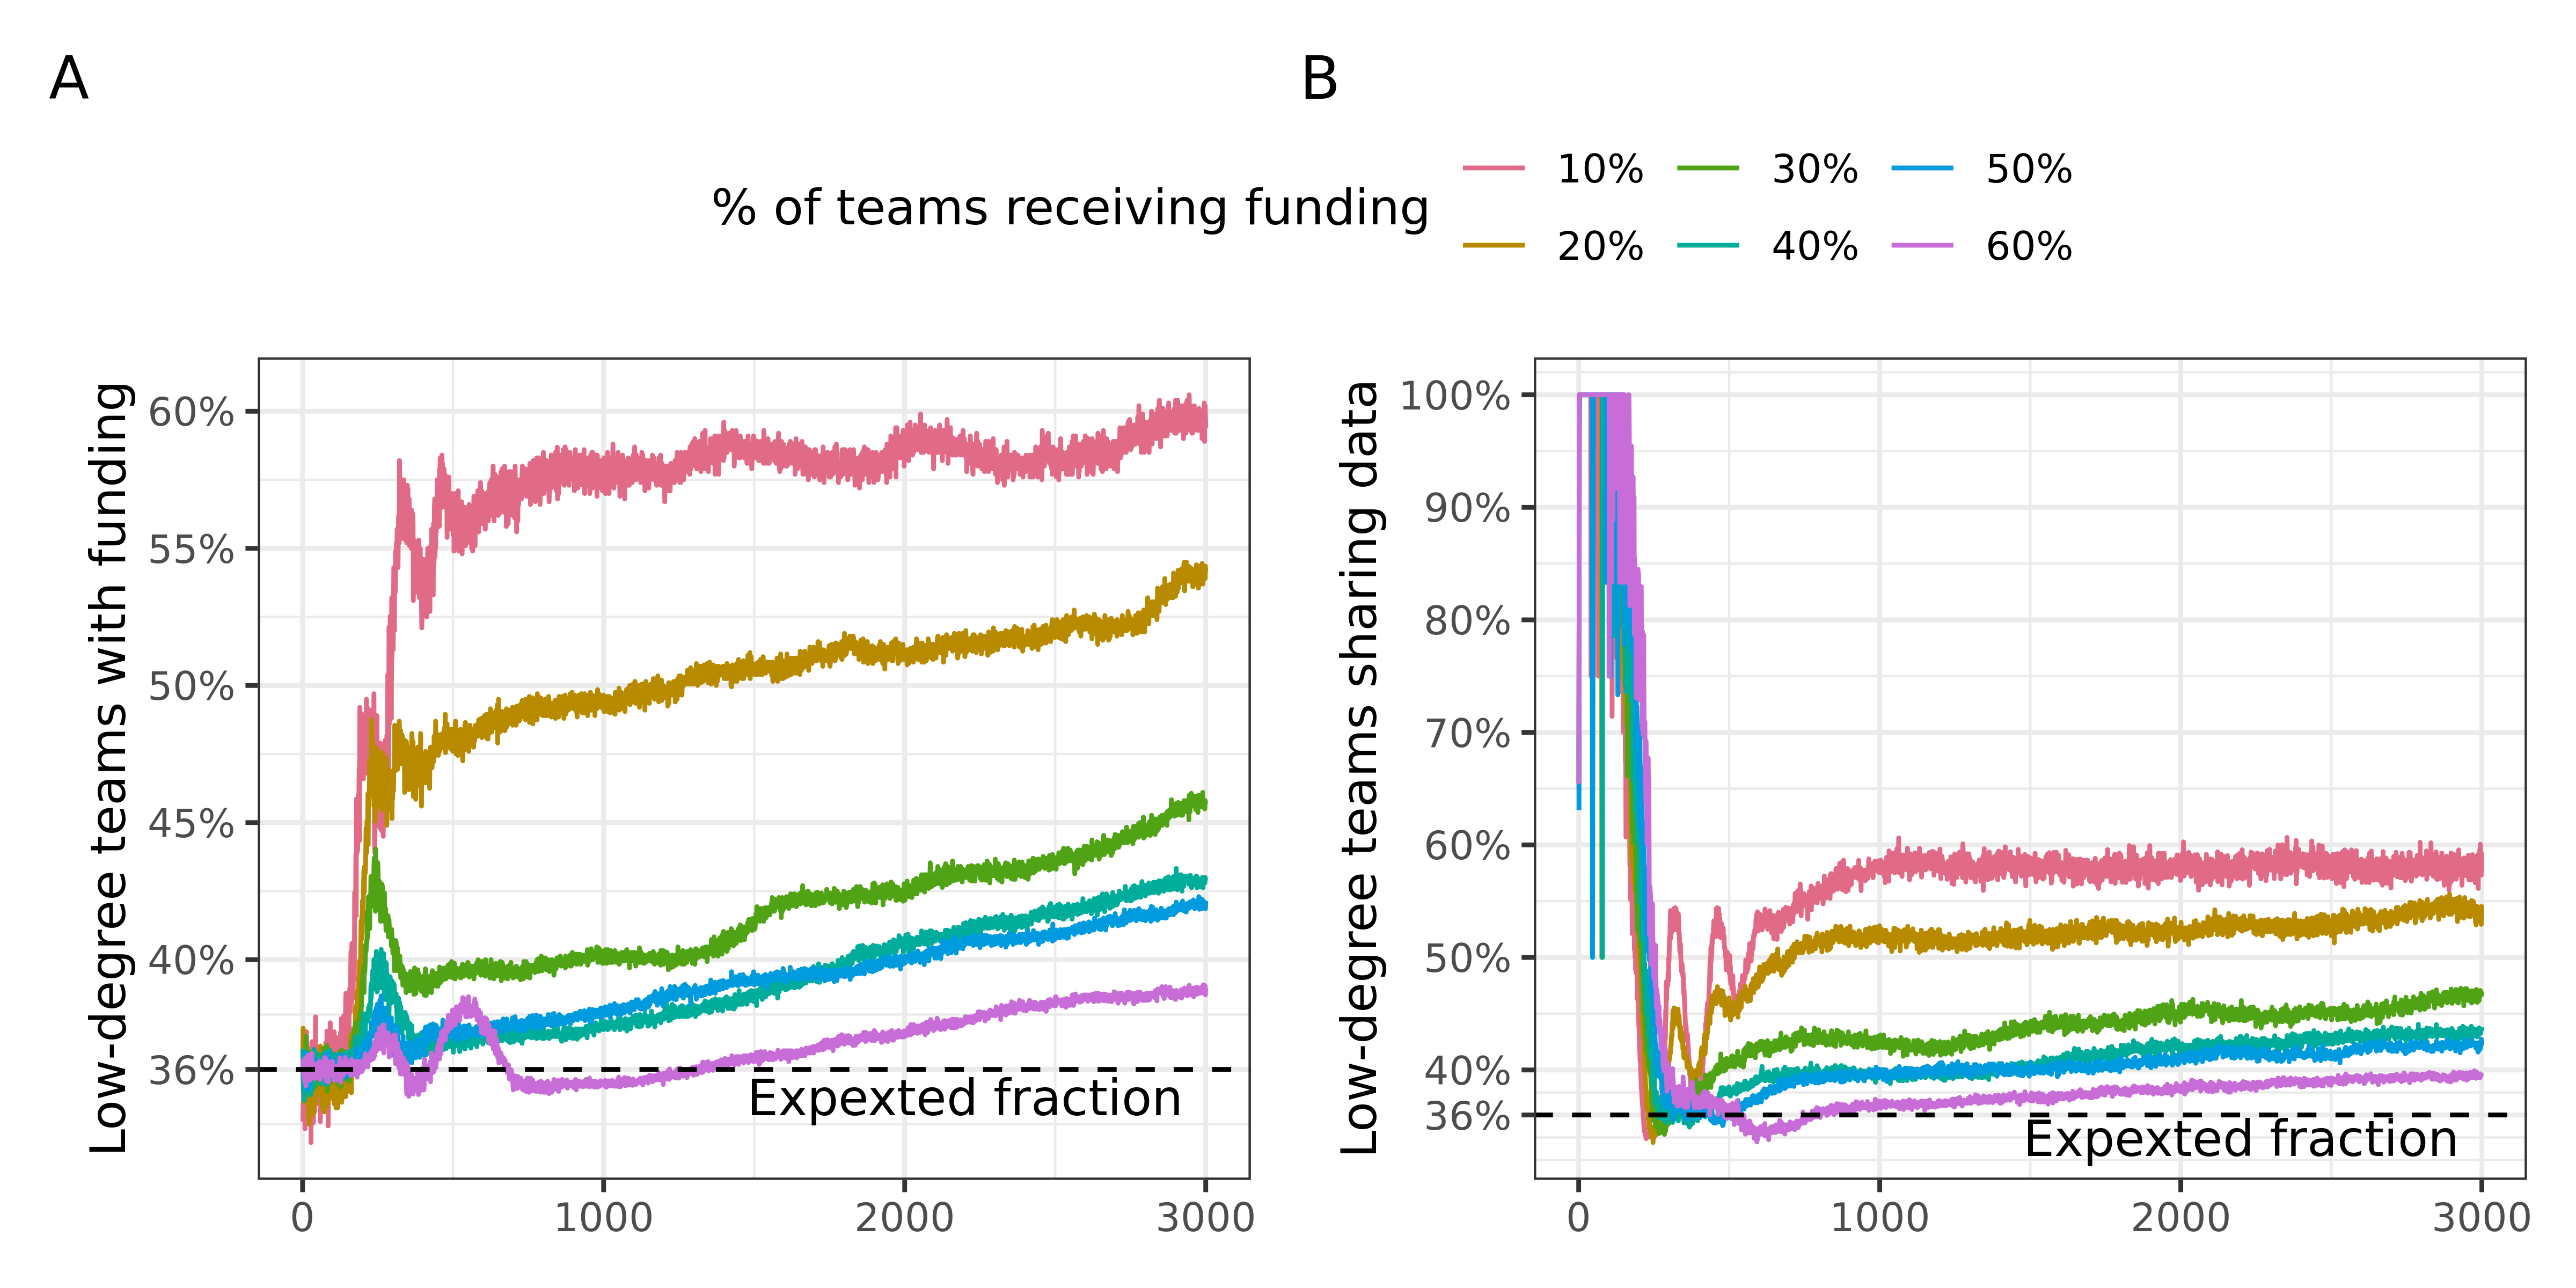 A
B
% of teams receiving funding
10% 30% 50%
20% 40% 60%
Low-degree teams with funding
60%
55%
50%
45%
40%
36%
Expexted fraction
0 1000 2000 3000
Low-degree teams sharing data
100%
90%
80%
70%
60%
50%
40%
36%
Expexted fraction
0 1000 2000 3000